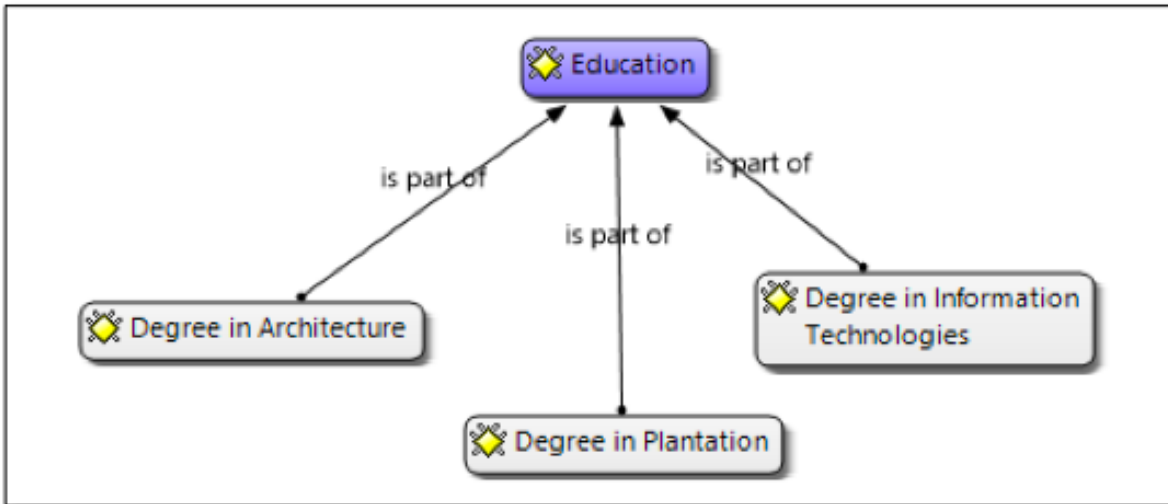 Education
is part of
is part of
is part of
Degree in Information
Technologies
Degree in Architecture
Degree in Plantation